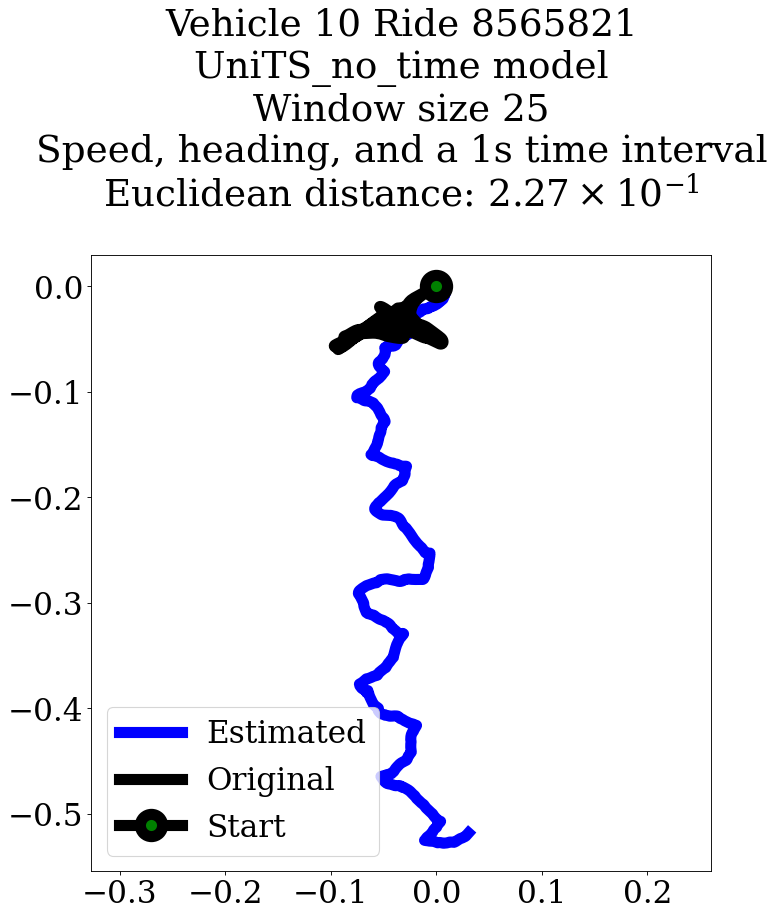 Vehicle 10 Ride 8565821
UniTS_no_time model
Window size 25
Speed, heading, and a 1s time interval
Euclidean distance: 2.27 × 10⁻¹
0.0
−0.1
−0.2
−0.3
−0.4
−0.5
Estimated
Original
Start
−0.3 −0.2 −0.1 0.0 0.1 0.2